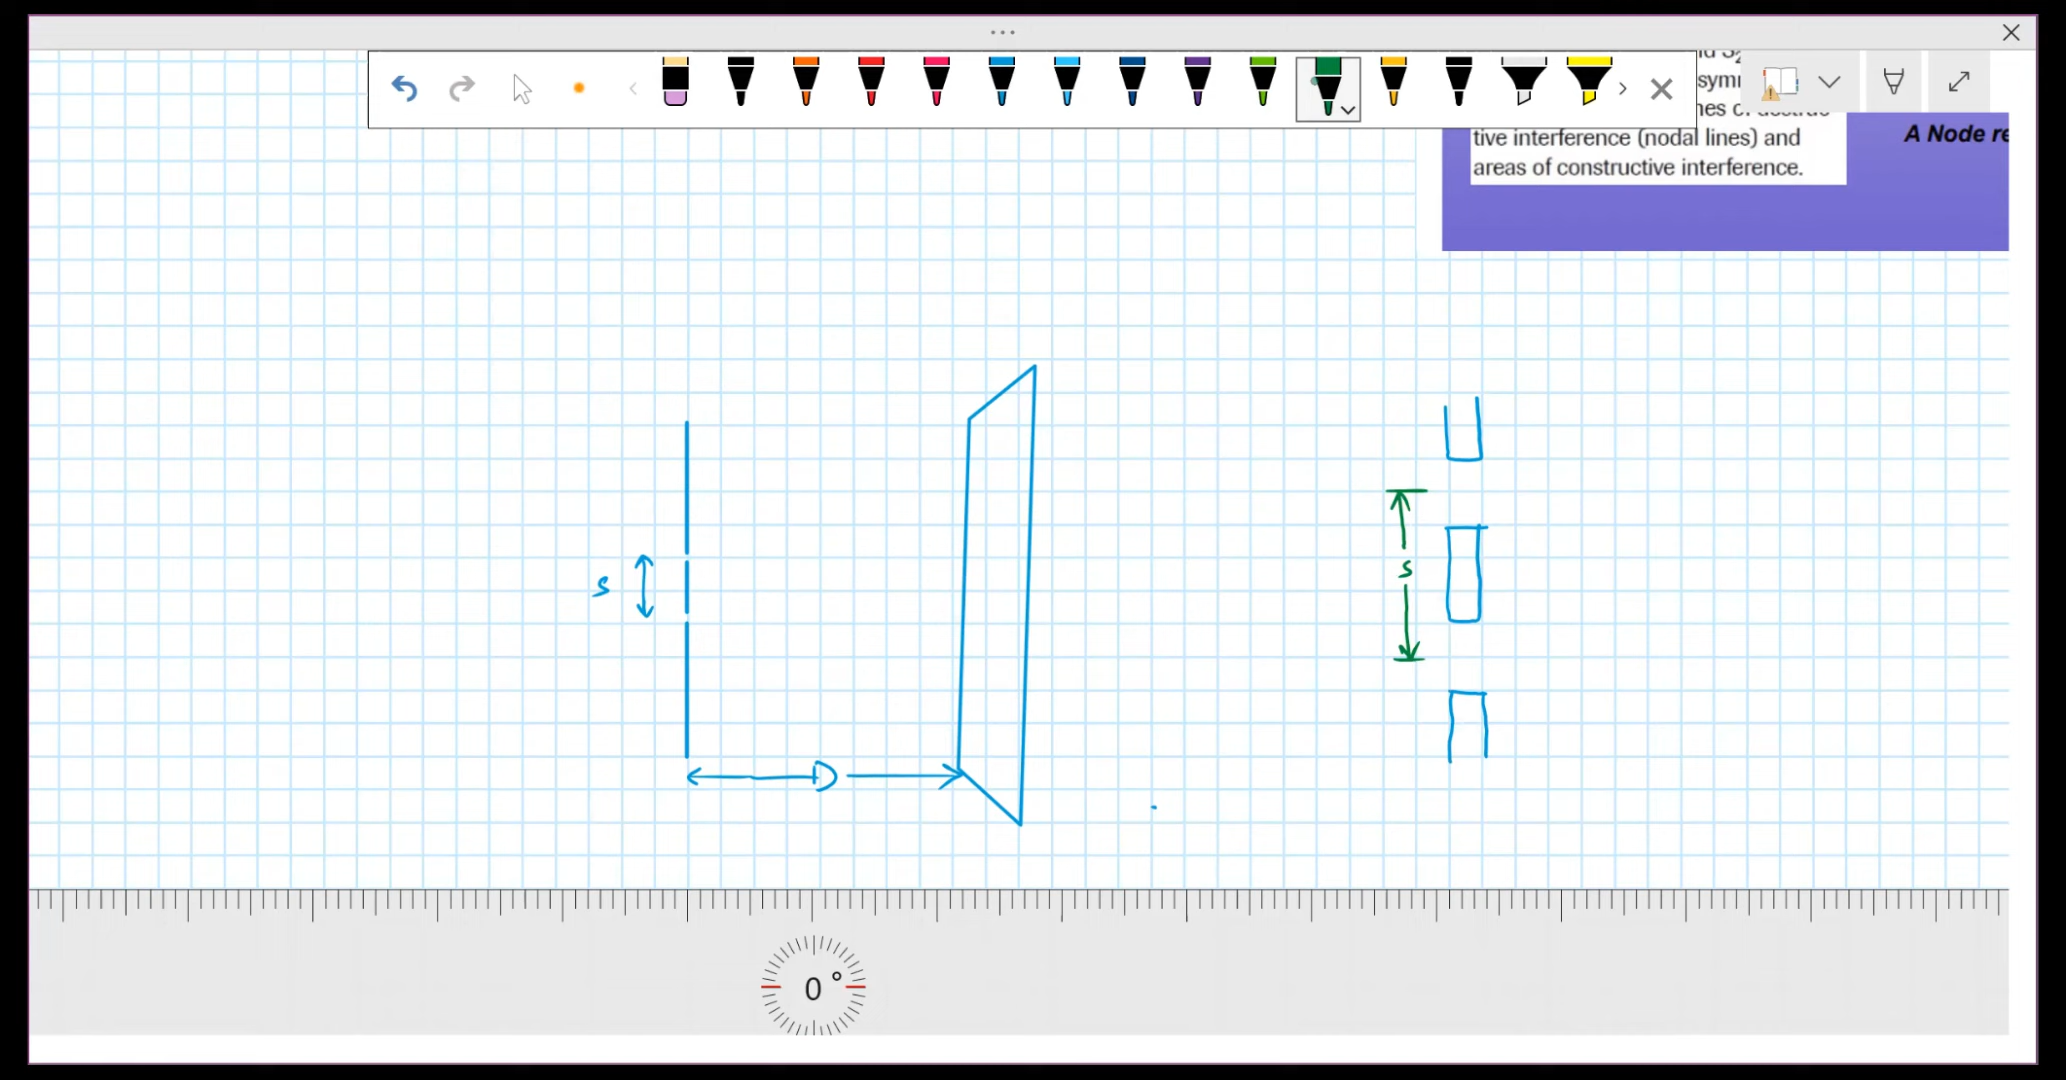 tive interference (nodal lines) and
areas of constructive interference.
A Node re
s
s
D
0°